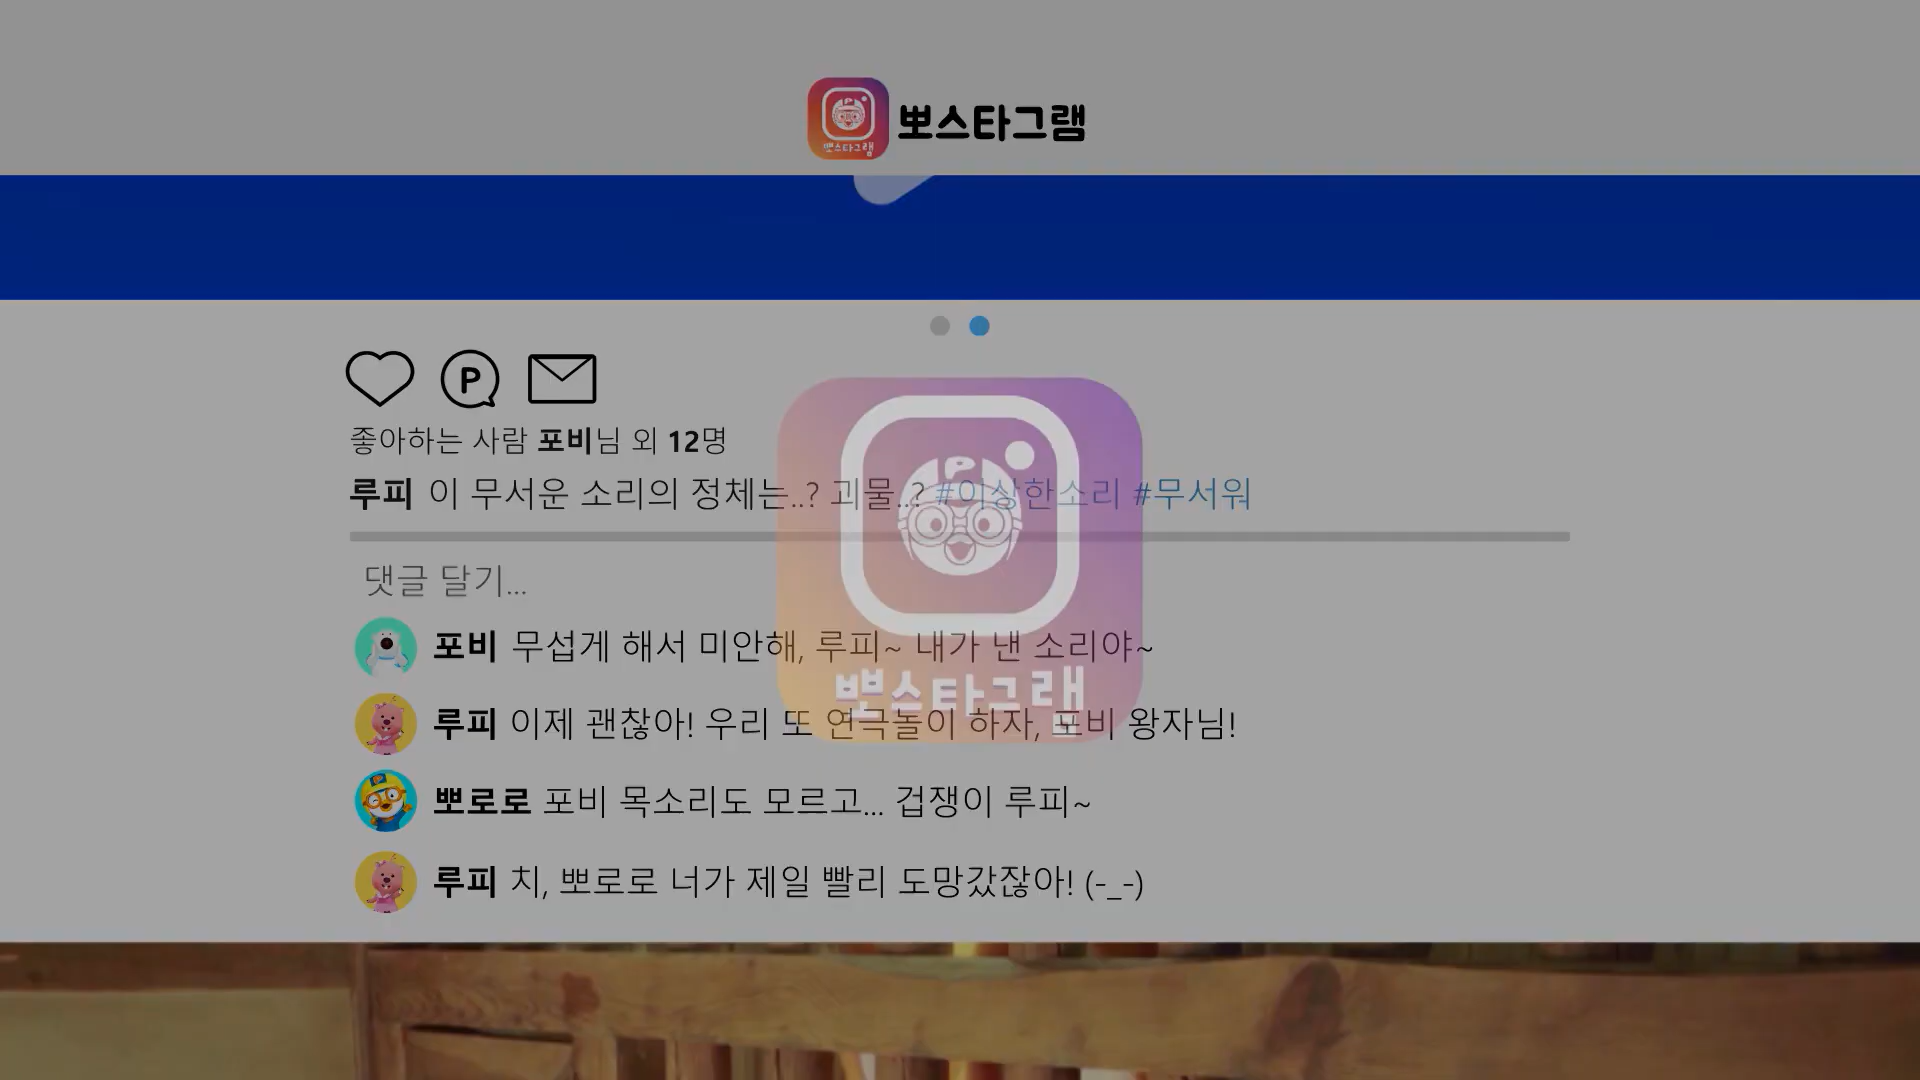 뽀스타그램
뽀스타그램
P
좋아하는 사람 포비님 외 12명
루피 이 무서운 소리의 정체는..? 괴물..? #이상한소리 #무서워
댓글 달기...
포비 무섭게 해서 미안해, 루피~ 내가 낸 소리야~
뽀스타그램
루피 이제 괜찮아! 우리 또 연극놀이 하자, 포비 왕자님!
뽀로로 포비 목소리도 모르고... 겁쟁이 루피~
루피 치, 뽀로로 너가 제일 빨리 도망갔잖아! (-_-)